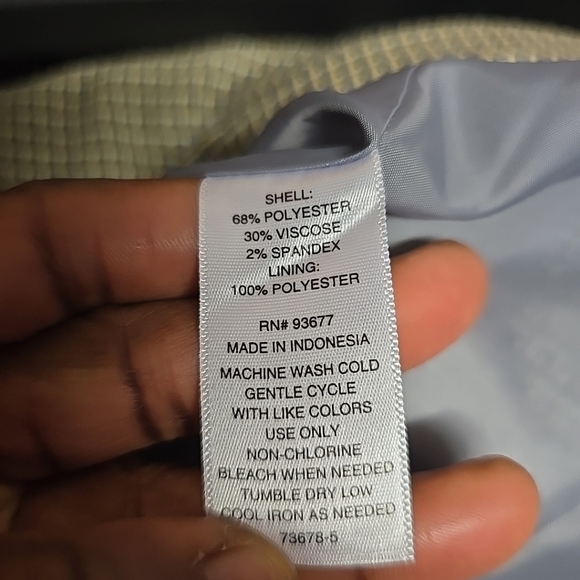 SHELL:
68% POLYESTER
30% VISCOSE
2% SPANDEX
LINING:
100% POLYESTER
RN# 93677
MADE IN INDONESIA
MACHINE WASH COLD
GENTLE CYCLE
WITH LIKE COLORS
USE ONLY
NON-CHLORINE
BLEACH WHEN NEEDED
TUMBLE DRY LOW
COOL IRON AS NEEDED
73678-5